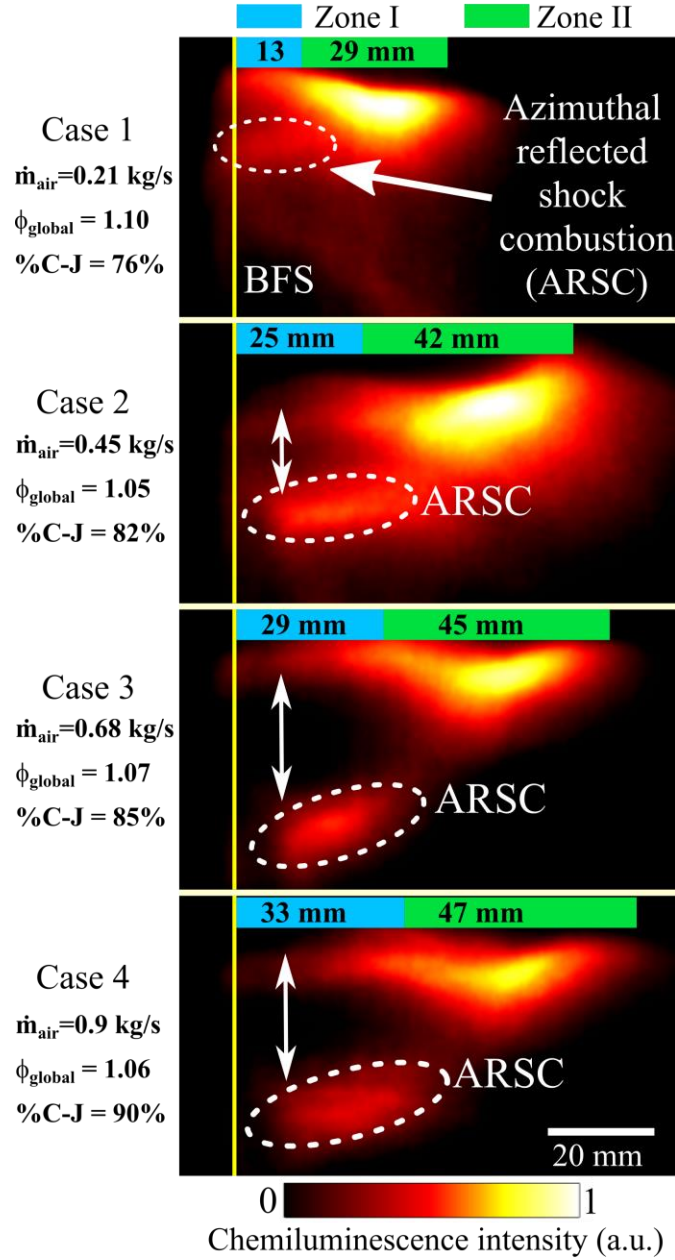 Zone I Zone II
13 29 mm
Case 1
ṁair=0.21 kg/s
ϕglobal = 1.10
%C-J = 76%
Azimuthal
reflected
shock
combustion
(ARSC)
BFS
25 mm 42 mm
Case 2
ṁair=0.45 kg/s
ϕglobal = 1.05
%C-J = 82%
ARSC
29 mm 45 mm
Case 3
ṁair=0.68 kg/s
ϕglobal = 1.07
%C-J = 85%
ARSC
33 mm 47 mm
Case 4
ṁair=0.9 kg/s
ϕglobal = 1.06
%C-J = 90%
ARSC
20 mm
0 1
Chemiluminescence intensity (a.u.)